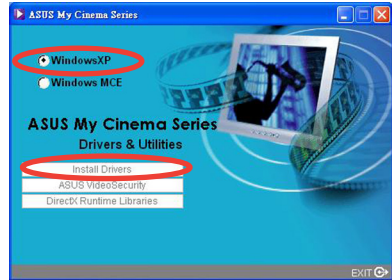 ASUS My Cinema Series
WindowsXP
Windows MCE
ASUS My Cinema Series
Drivers & Utilities
Install Drivers
ASUS VideoSecurity
DirectX Runtime Libraries
EXIT